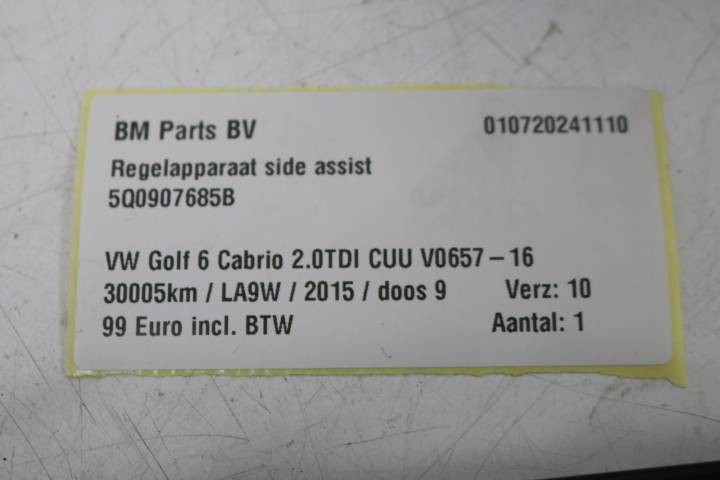 BM Parts BV 010720241110
Regelapparaat side assist
5Q0907685B
VW Golf 6 Cabrio 2.0TDI CUU V0657 – 16
30005km / LA9W / 2015 / doos 9 Verz: 10
99 Euro incl. BTW Aantal: 1